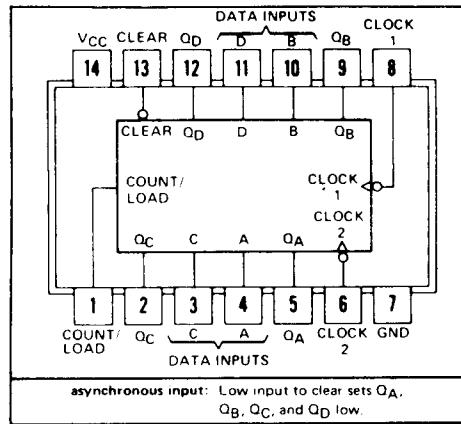 DATA INPUTS
VCC CLEAR QD D B QB CLOCK 1
14 13 12 11 10 9 8
CLEAR QD D B QB
COUNT/
LOAD
CLOCK
1
CLOCK
2
QC C A QA
1 2 3 4 5 6 7
COUNT/
LOAD
QC C A QA CLOCK
2
GND
DATA INPUTS
asynchronous input: Low input to clear sets QA,
QB, QC, and QD low.